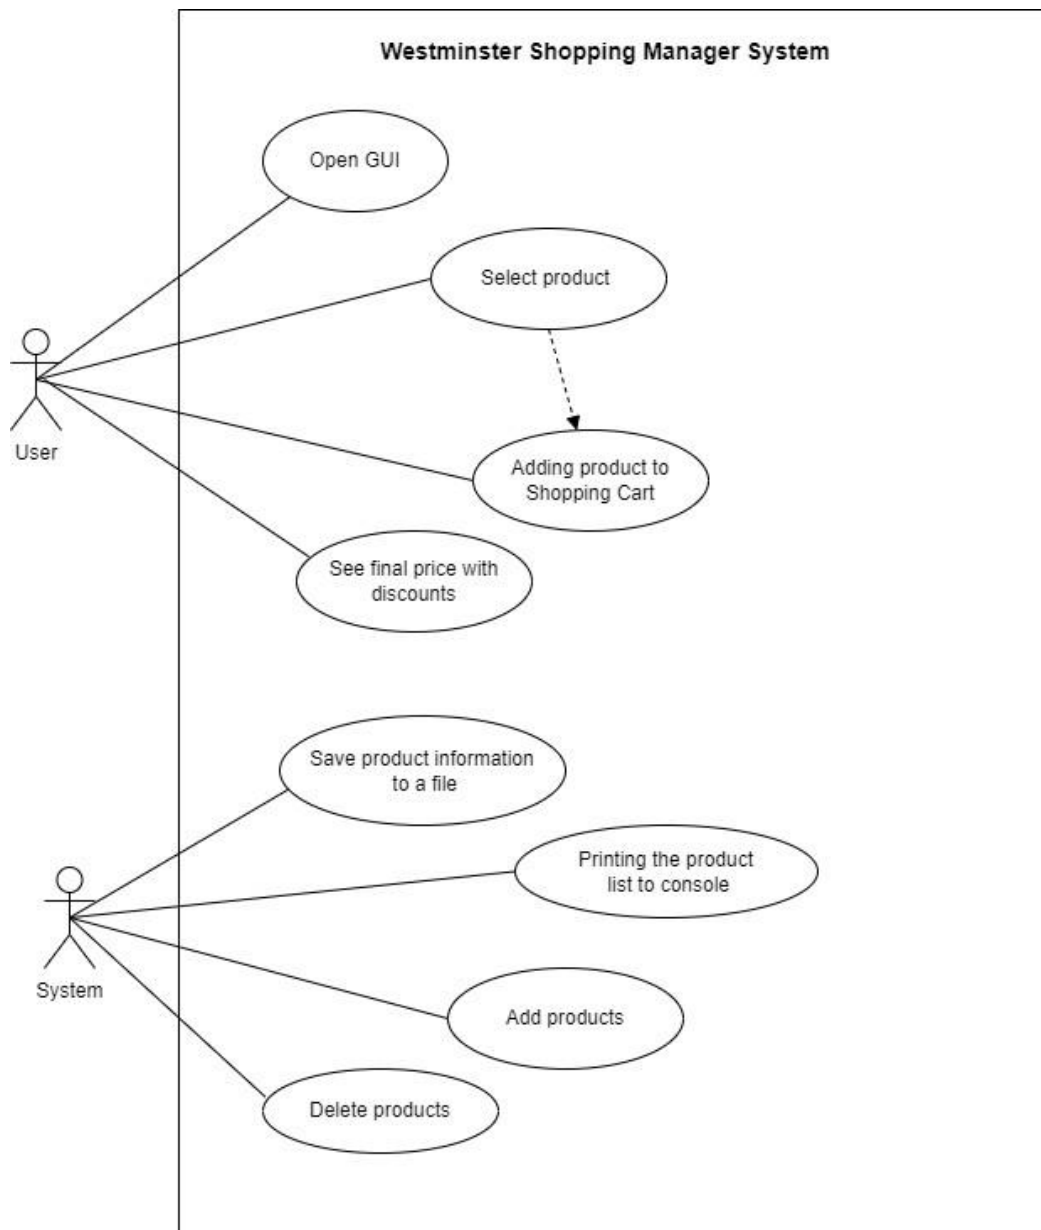 Westminster Shopping Manager System
Open GUI
Select product
User
Adding product to
Shopping Cart
See final price with
discounts
Save product information
to a file
Printing the product
list to console
System
Add products
Delete products